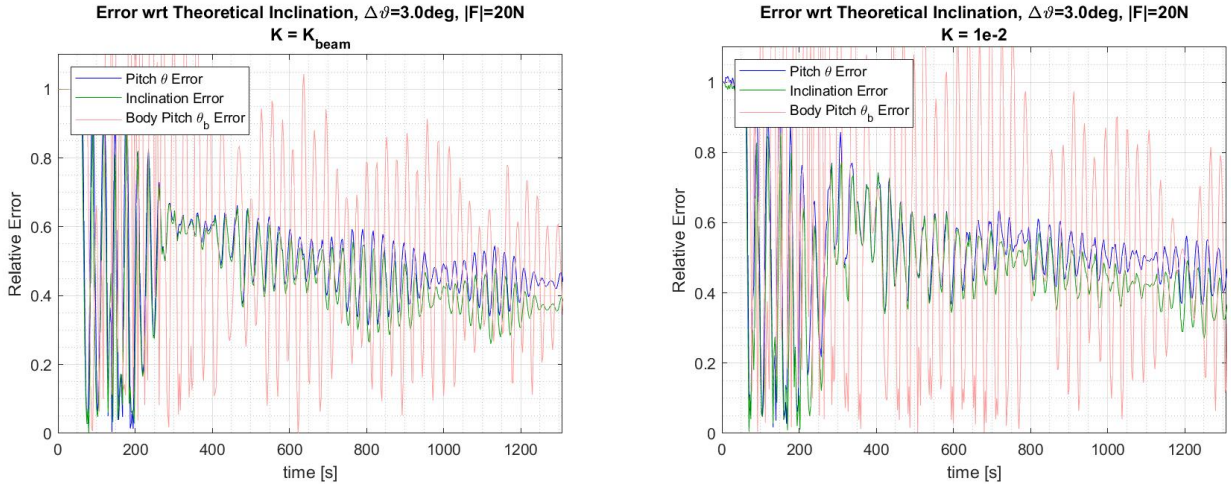 Error wrt Theoretical Inclination, Δϑ=3.0deg, |F|=20N
K = K_beam
Pitch θ Error
Inclination Error
Body Pitch θ_b Error
Relative Error
1
0.8
0.6
0.4
0.2
0
0 200 400 600 800 1000 1200
time [s]
Error wrt Theoretical Inclination, Δϑ=3.0deg, |F|=20N
K = 1e-2
Pitch θ Error
Inclination Error
Body Pitch θ_b Error
Relative Error
1
0.8
0.6
0.4
0.2
0
0 200 400 600 800 1000 1200
time [s]